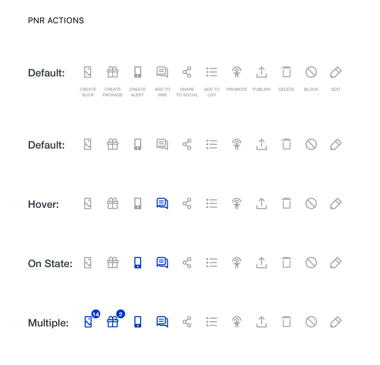 PNR ACTIONS
Default:
CREATE SLICK CREATE PACKAGE CREATE ALERT ADD TO VIBE SHARE TO SOCIAL ADD TO LIST PROMOTE PUBLISH DELETE BLOCK EDIT
Default:
Hover:
On State:
Multiple: 14 2